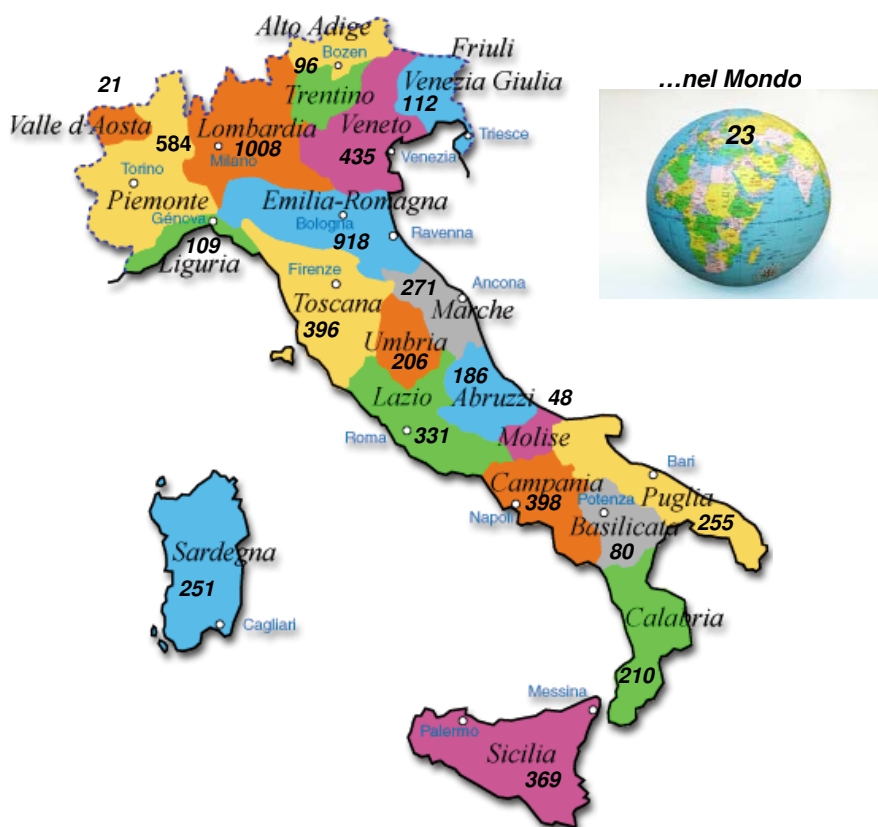 Alto Adige
Bozen
96
Trentino
Friuli
Venezia Giulia
112
21
Valle d'Aosta
584
Lombardia
1008
Milano
Veneto
435
Venezia
Triesce
...nel Mondo
23
Torino
Piemonte
Génova
109
Liguria
Emilia-Romagna
Bologna
918
Ravenna
Firenze
Toscana
396
271
Ancona
Marche
Umbria
206
186
Abruzzi
48
Lazio
Roma
331
Molise
Campania
398
Napoli
Potenza
Basilicata
80
Bari
Puglia
255
Sardegna
251
Cagliari
Calabria
210
Messina
Palermo
Sicilia
369